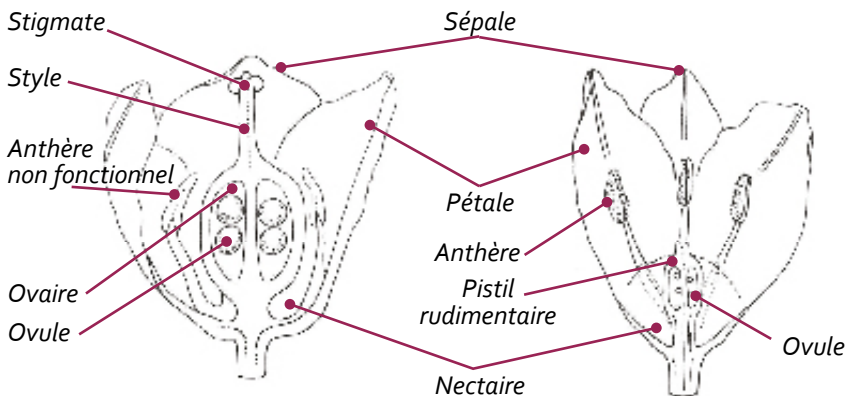 Stigmate
Sépale
Style
Anthère
non fonctionnel
Pétale
Anthère
Pistil
rudimentaire
Ovaire
Ovule
Ovule
Nectaire